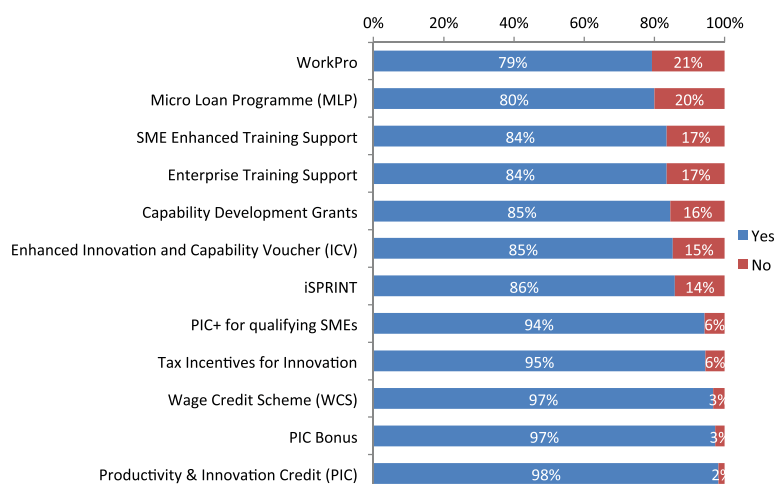 0% 20% 40% 60% 80% 100%
WorkPro 79% 21%
Micro Loan Programme (MLP) 80% 20%
SME Enhanced Training Support 84% 17%
Enterprise Training Support 84% 17%
Capability Development Grants 85% 16%
Enhanced Innovation and Capability Voucher (ICV) 85% 15%
iSPRINT 86% 14%
PIC+ for qualifying SMEs 94% 6%
Tax Incentives for Innovation 95% 6%
Wage Credit Scheme (WCS) 97% 3%
PIC Bonus 97% 3%
Productivity & Innovation Credit (PIC) 98% 2%
Yes
No